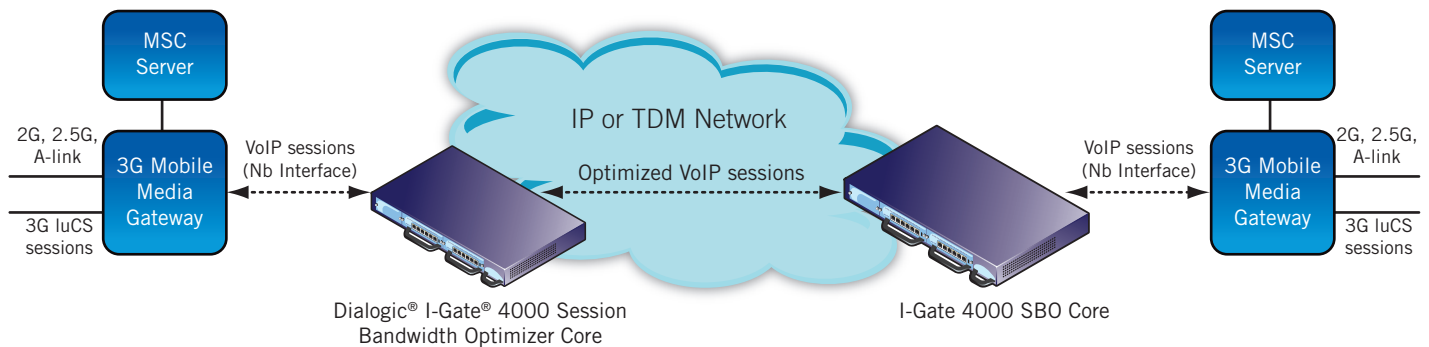 MSC
Server
2G, 2.5G,
A-link
3G Mobile
Media
Gateway
3G IuCS
sessions
VoIP sessions
(Nb Interface)
IP or TDM Network
Optimized VoIP sessions
Dialogic® I-Gate® 4000 Session
Bandwidth Optimizer Core
I-Gate 4000 SBO Core
VoIP sessions
(Nb Interface)
MSC
Server
3G Mobile
Media
Gateway
2G, 2.5G,
A-link
3G IuCS
sessions